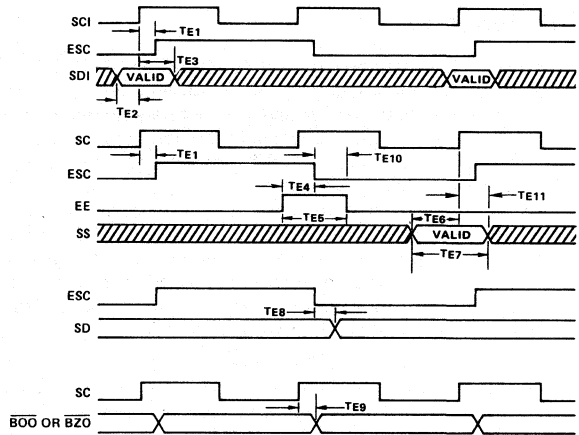 SCI
TE1
ESC
TE3
SDI VALID VALID
TE2
SC
TE1 TE10
ESC
TE4 TE11
EE
TE5 TE6
SS VALID
TE7
ESC
TE8
SD
SC
TE9
BOO OR BZO